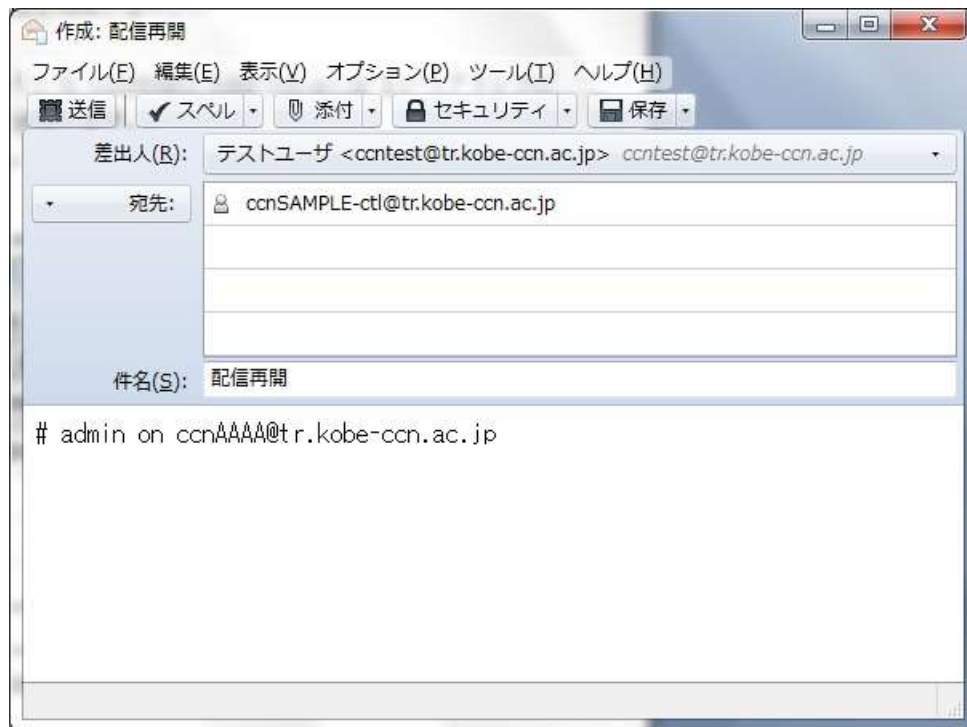 作成: 配信再開
ファイル(F) 編集(E) 表示(V) オプション(P) ツール(T) ヘルプ(H)
送信 スペル 添付 セキュリティ 保存
差出人(R): テストユーザ <ccntest@tr.kobe-ccn.ac.jp> ccntest@tr.kobe-ccn.ac.jp
宛先: ccnSAMPLE-ctl@tr.kobe-ccn.ac.jp
件名(S): 配信再開
# admin on ccnAAAA@tr.kobe-ccn.ac.jp